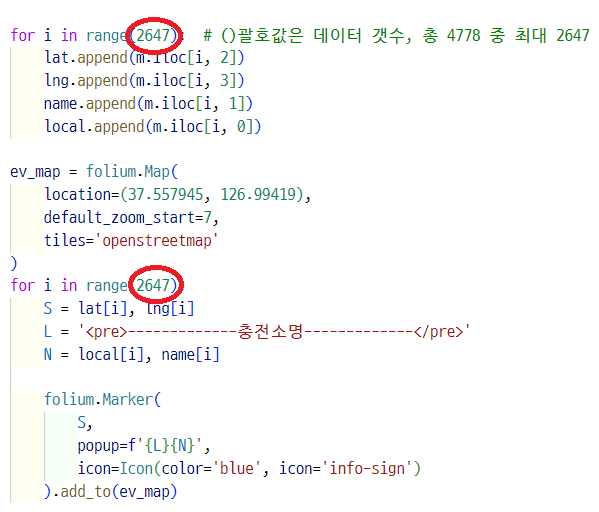 for i in range(2647):  # ()괄호값은 데이터 갯수, 총 4778 중 최대 2647
    lat.append(m.iloc[i, 2])
    lng.append(m.iloc[i, 3])
    name.append(m.iloc[i, 1])
    local.append(m.iloc[i, 0])
ev_map = folium.Map(
    location=(37.557945, 126.99419),
    default_zoom_start=7,
    tiles='openstreetmap'
)
for i in range(2647):
    S = lat[i], lng[i]
    L = '<pre>-------------충전소명-------------</pre>'
    N = local[i], name[i]
    folium.Marker(
        S,
        popup=f'{L}{N}',
        icon=Icon(color='blue', icon='info-sign')
    ).add_to(ev_map)